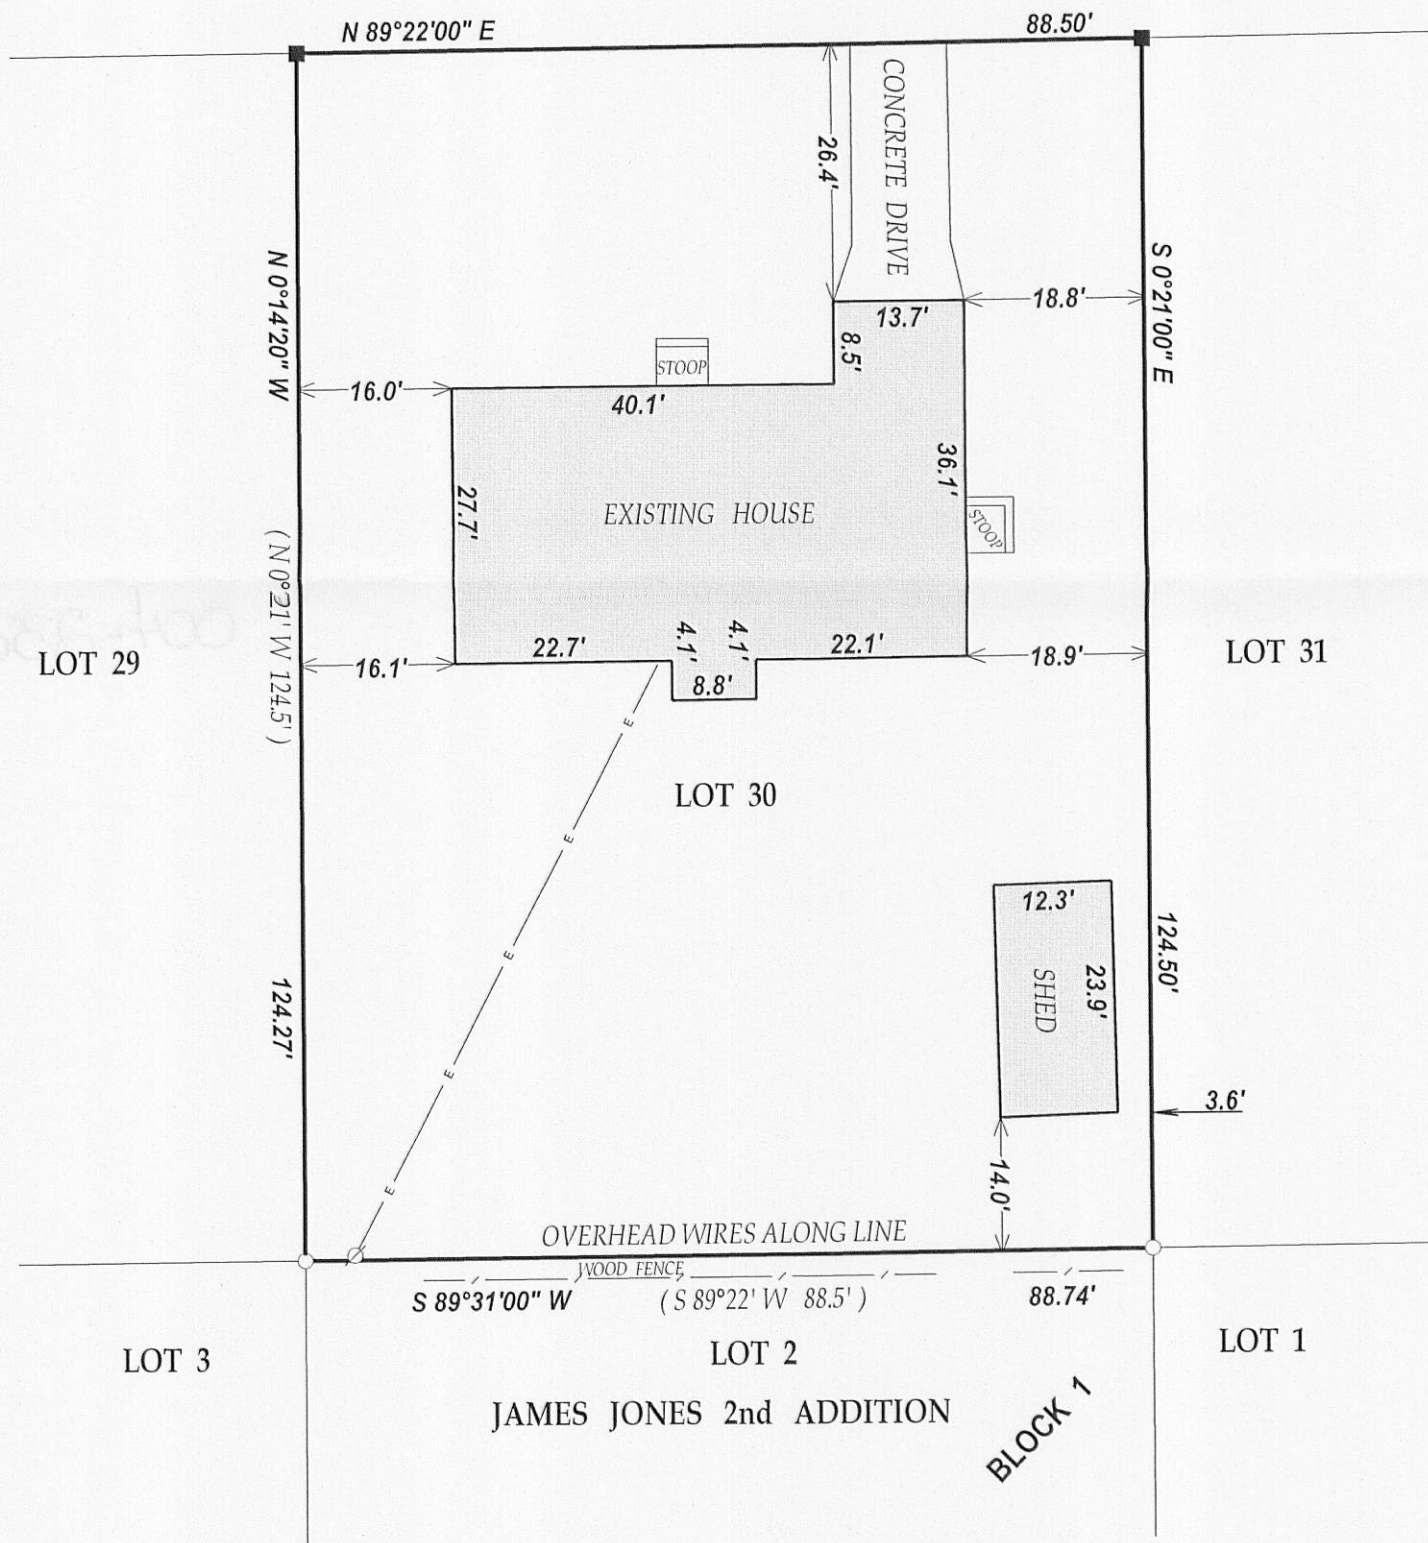 N 89°22'00" E
88.50'
CONCRETE DRIVE
26.4'
N 0°14'20" W
S 0°21'00" E
18.8'
13.7'
8.5'
STOOP
16.0'
40.1'
36.1'
27.7'
EXISTING HOUSE
STOOP
( N 0°21' W 124.5' )
22.7'
4.1'
4.1'
22.1'
8.8'
16.1'
18.9'
LOT 29
LOT 31
E
LOT 30
E
12.3'
E
SHED
23.9'
124.50'
124.27'
E
3.6'
14.0'
E
OVERHEAD WIRES ALONG LINE
WOOD FENCE
S 89°31'00" W
( S 89°22' W 88.5' )
88.74'
LOT 3
LOT 2
LOT 1
JAMES JONES 2nd ADDITION
BLOCK 1